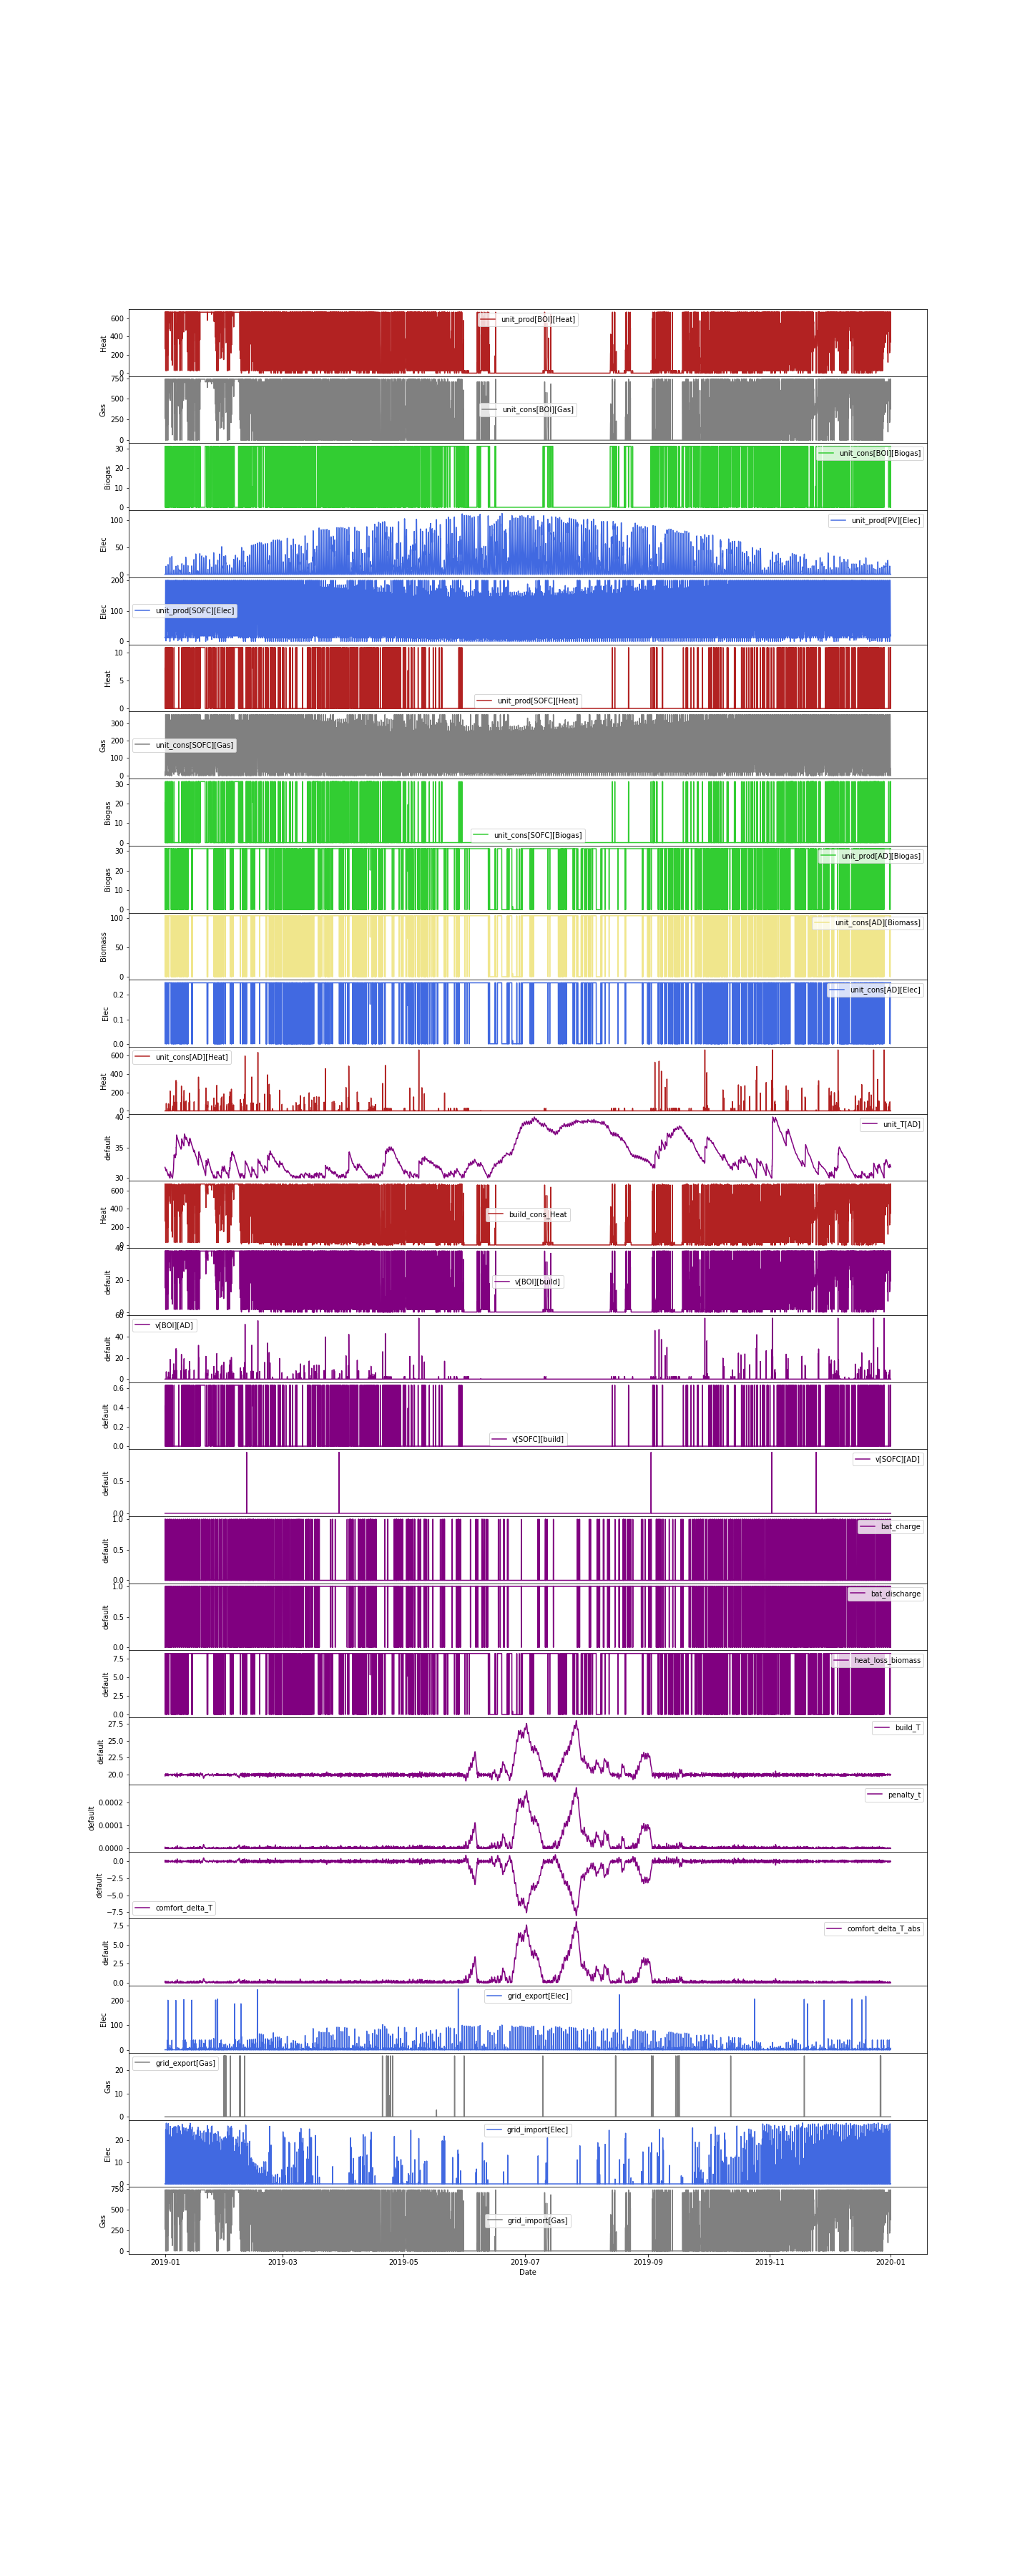 600
400
200
0
Heat
unit_prod[BOI][Heat]
750
500
250
0
Gas
unit_cons[BOI][Gas]
30
20
10
0
Biogas
unit_cons[BOI][Biogas]
100
50
0
Elec
unit_prod[PV][Elec]
200
100
0
Elec
unit_prod[SOFC][Elec]
10
5
0
Heat
unit_prod[SOFC][Heat]
300
200
100
0
Gas
unit_cons[SOFC][Gas]
30
20
10
0
Biogas
unit_cons[SOFC][Biogas]
30
20
10
0
Biogas
unit_prod[AD][Biogas]
100
50
0
Biomass
unit_cons[AD][Biomass]
0.2
0.1
0.0
Elec
unit_cons[AD][Elec]
600
400
200
0
Heat
unit_cons[AD][Heat]
40
35
30
default
unit_T[AD]
600
400
200
0
Heat
build_cons_Heat
40
20
0
default
v[BOI][build]
60
40
20
0
default
v[BOI][AD]
0.6
0.4
0.2
0.0
default
v[SOFC][build]
0.5
0.0
default
v[SOFC][AD]
1.0
0.5
0.0
default
bat_charge
1.0
0.5
0.0
default
bat_discharge
7.5
5.0
2.5
0.0
default
heat_loss_biomass
27.5
25.0
22.5
20.0
default
build_T
0.0002
0.0001
0.0000
default
penalty_t
0.0
−2.5
−5.0
−7.5
default
comfort_delta_T
7.5
5.0
2.5
0.0
default
comfort_delta_T_abs
200
100
0
Elec
grid_export[Elec]
20
10
0
Gas
grid_export[Gas]
20
10
0
Elec
grid_import[Elec]
750
500
250
0
Gas
grid_import[Gas]
2019-01 2019-03 2019-05 2019-07 2019-09 2019-11 2020-01
Date